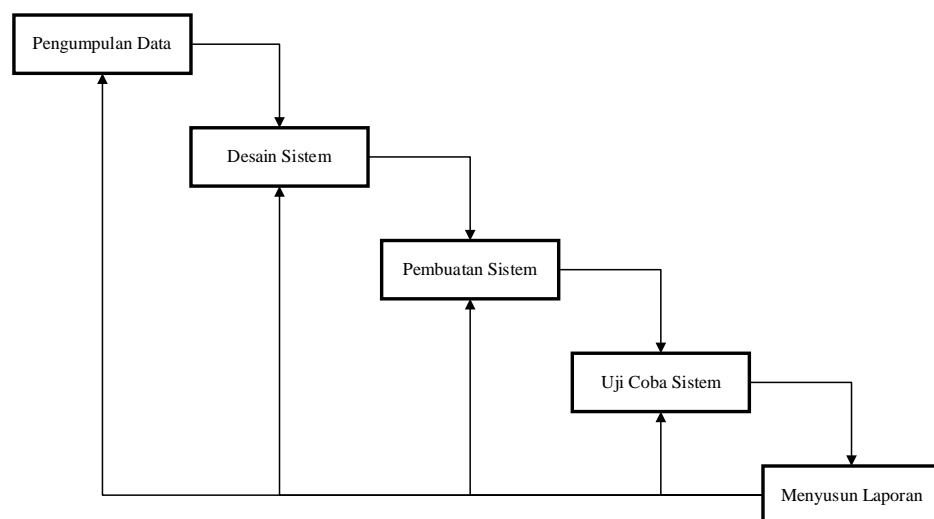 Pengumpulan Data
Desain Sistem
Pembuatan Sistem
Uji Coba Sistem
Menyusun Laporan